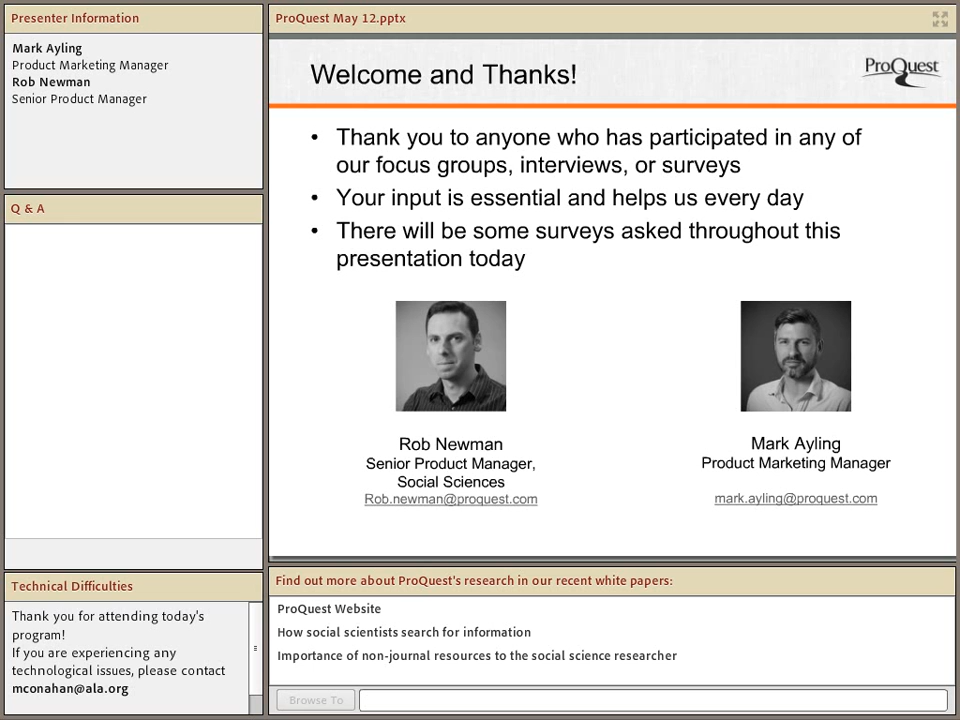 Presenter Information
Mark Ayling
Product Marketing Manager
Rob Newman
Senior Product Manager
Q & A
Technical Difficulties
Thank you for attending today's
program!
If you are experiencing any
technological issues, please contact
mconahan@ala.org
ProQuest May 12.pptx
Welcome and Thanks!
ProQuest
• Thank you to anyone who has participated in any of
our focus groups, interviews, or surveys
• Your input is essential and helps us every day
• There will be some surveys asked throughout this
presentation today
Rob Newman
Senior Product Manager,
Social Sciences
Rob.newman@proquest.com
Mark Ayling
Product Marketing Manager
mark.ayling@proquest.com
Find out more about ProQuest's research in our recent white papers:
ProQuest Website
How social scientists search for information
Importance of non-journal resources to the social science researcher
Browse To